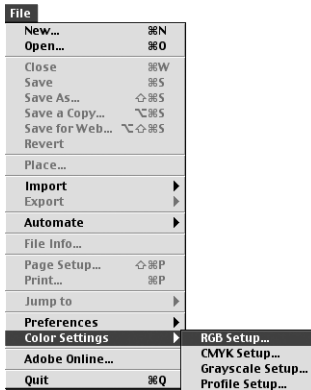 File
New... ⌘N
Open... ⌘O
Close ⌘W
Save ⌘S
Save As... ⇧⌘S
Save a Copy... ⌥⌘S
Save for Web... ⌥⇧⌘S
Revert
Place...
Import
Export
Automate
File Info...
Page Setup... ⇧⌘P
Print... ⌘P
Jump to
Preferences
Color Settings
RGB Setup...
Adobe Online...
CMYK Setup...
Grayscale Setup...
Quit ⌘Q
Profile Setup...